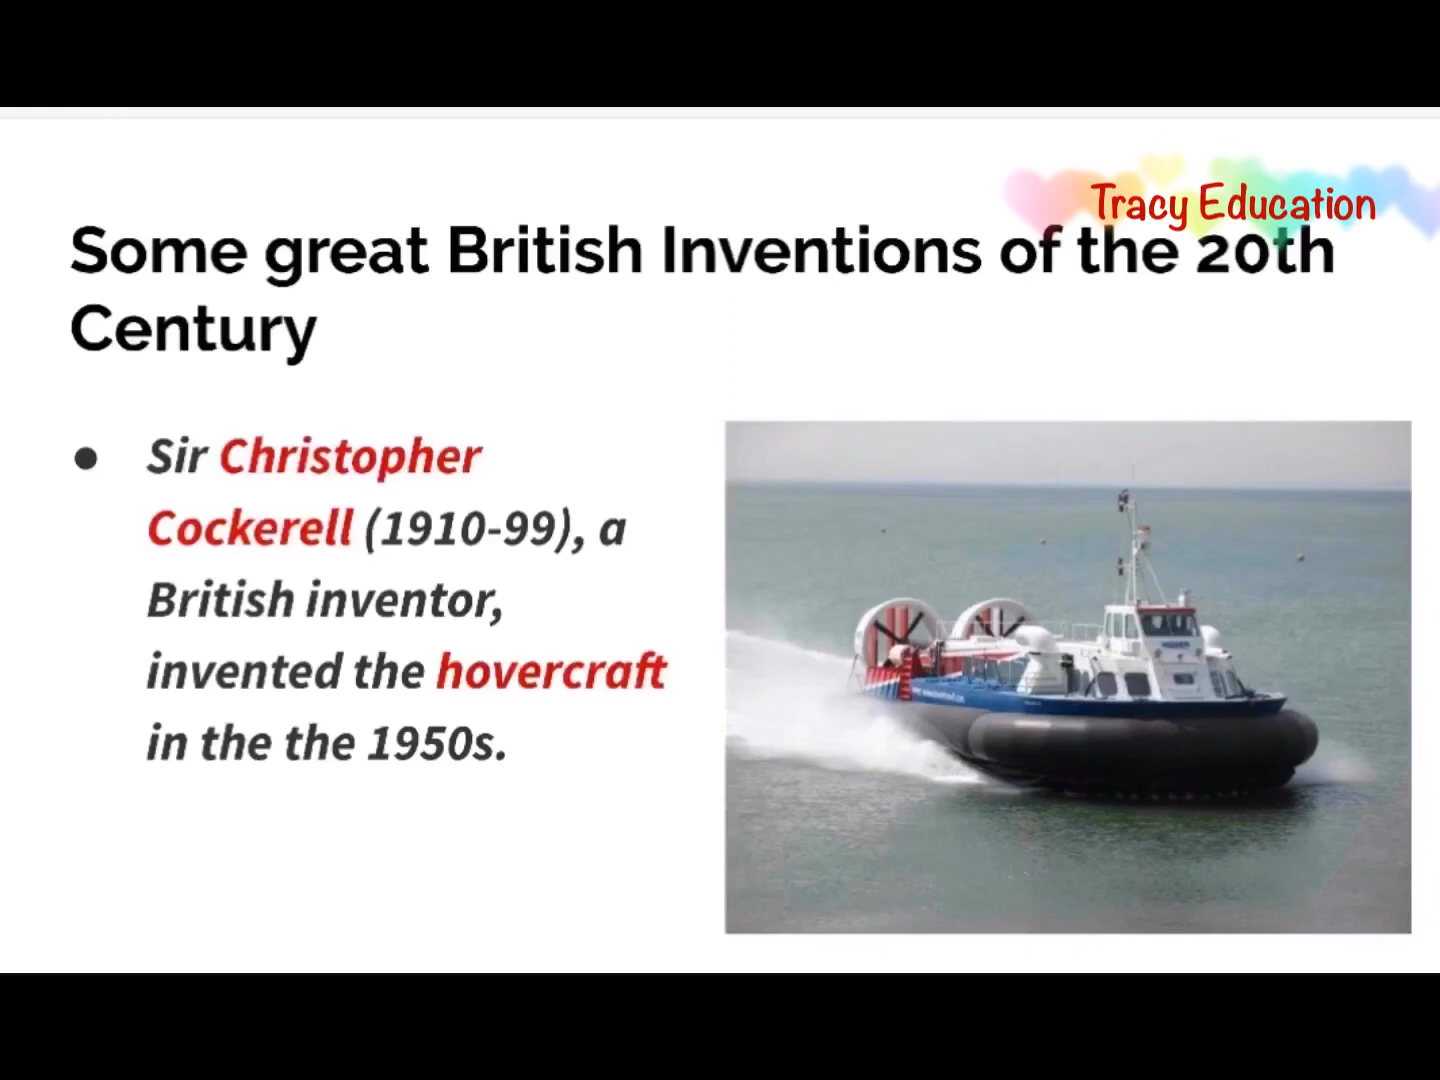 Tracy Education
Some great British Inventions of the 20th
Century
● Sir Christopher
Cockerell (1910-99), a
British inventor,
invented the hovercraft
in the the 1950s.